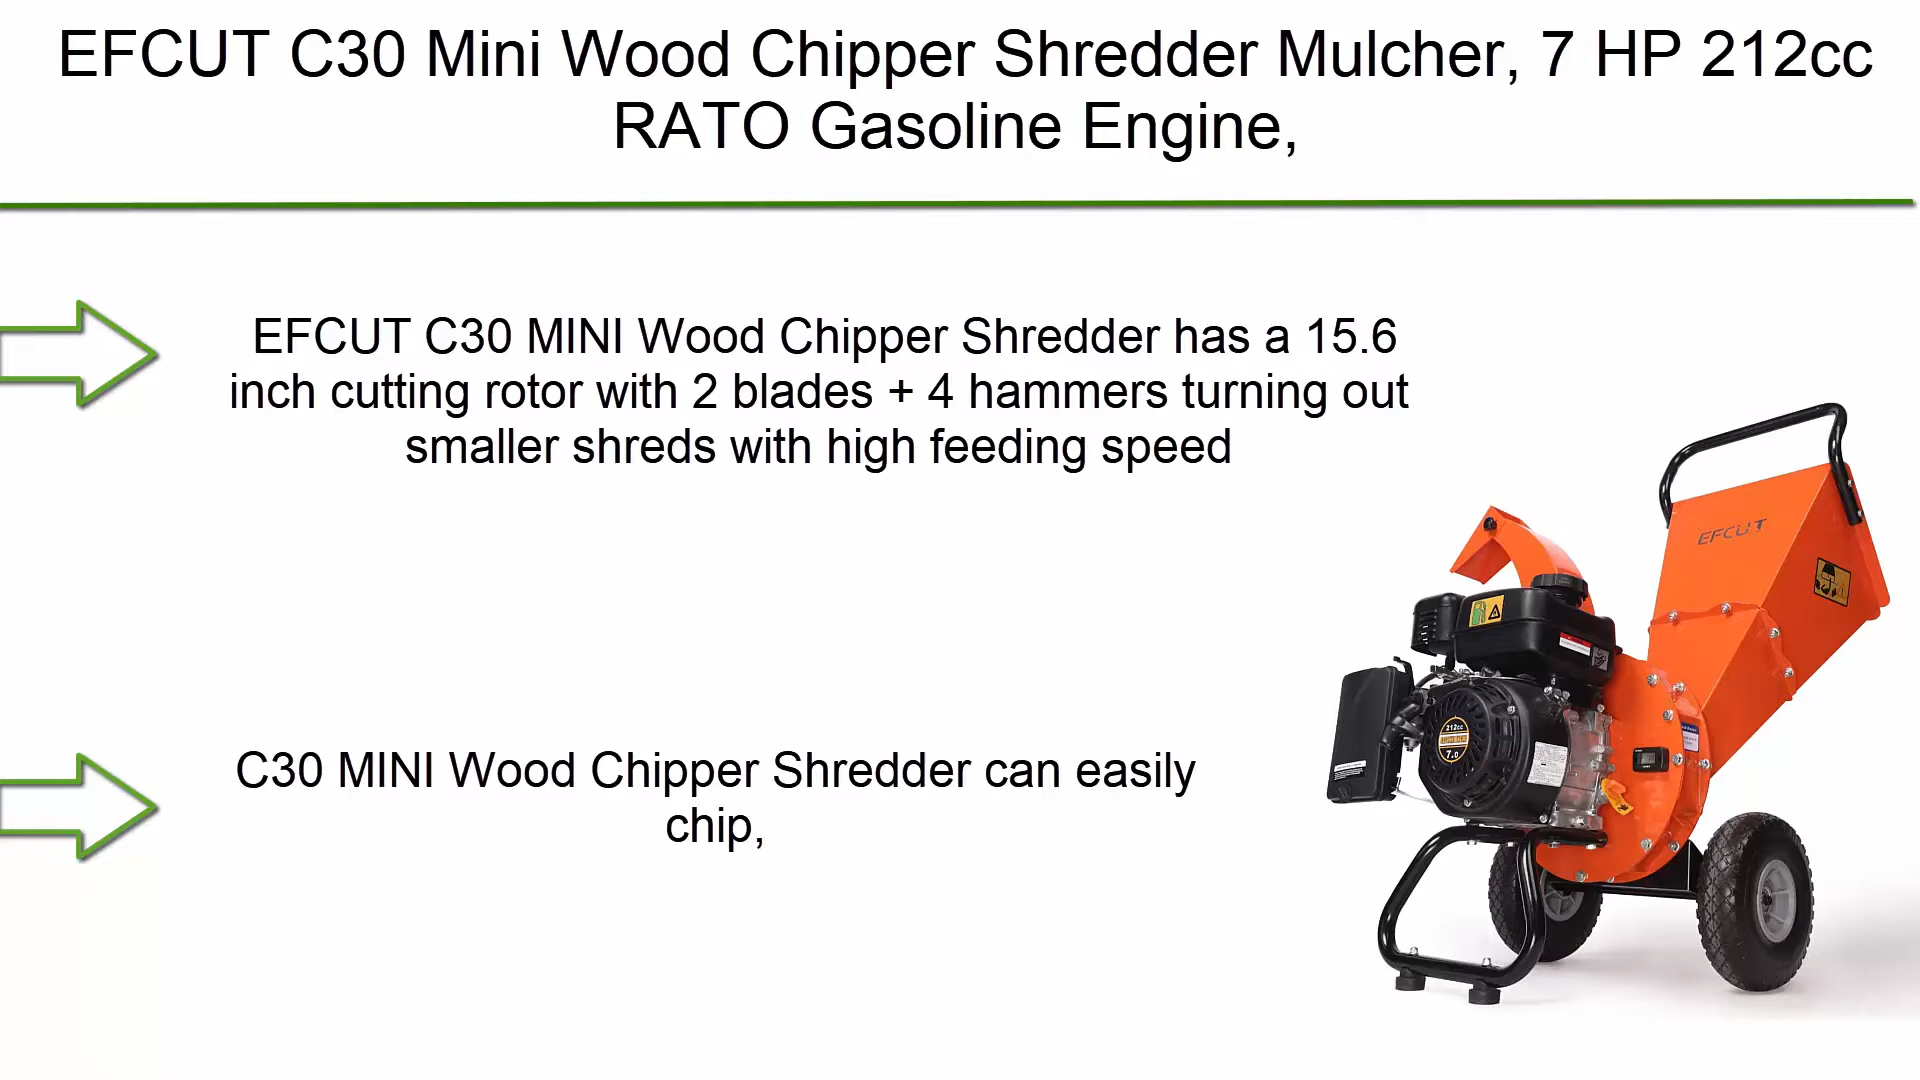 EFCUT C30 Mini Wood Chipper Shredder Mulcher, 7 HP 212cc
RATO Gasoline Engine,
EFCUT C30 MINI Wood Chipper Shredder has a 15.6
inch cutting rotor with 2 blades + 4 hammers turning out
smaller shreds with high feeding speed
EFCUT
212cc
7.0
C30 MINI Wood Chipper Shredder can easily
chip,